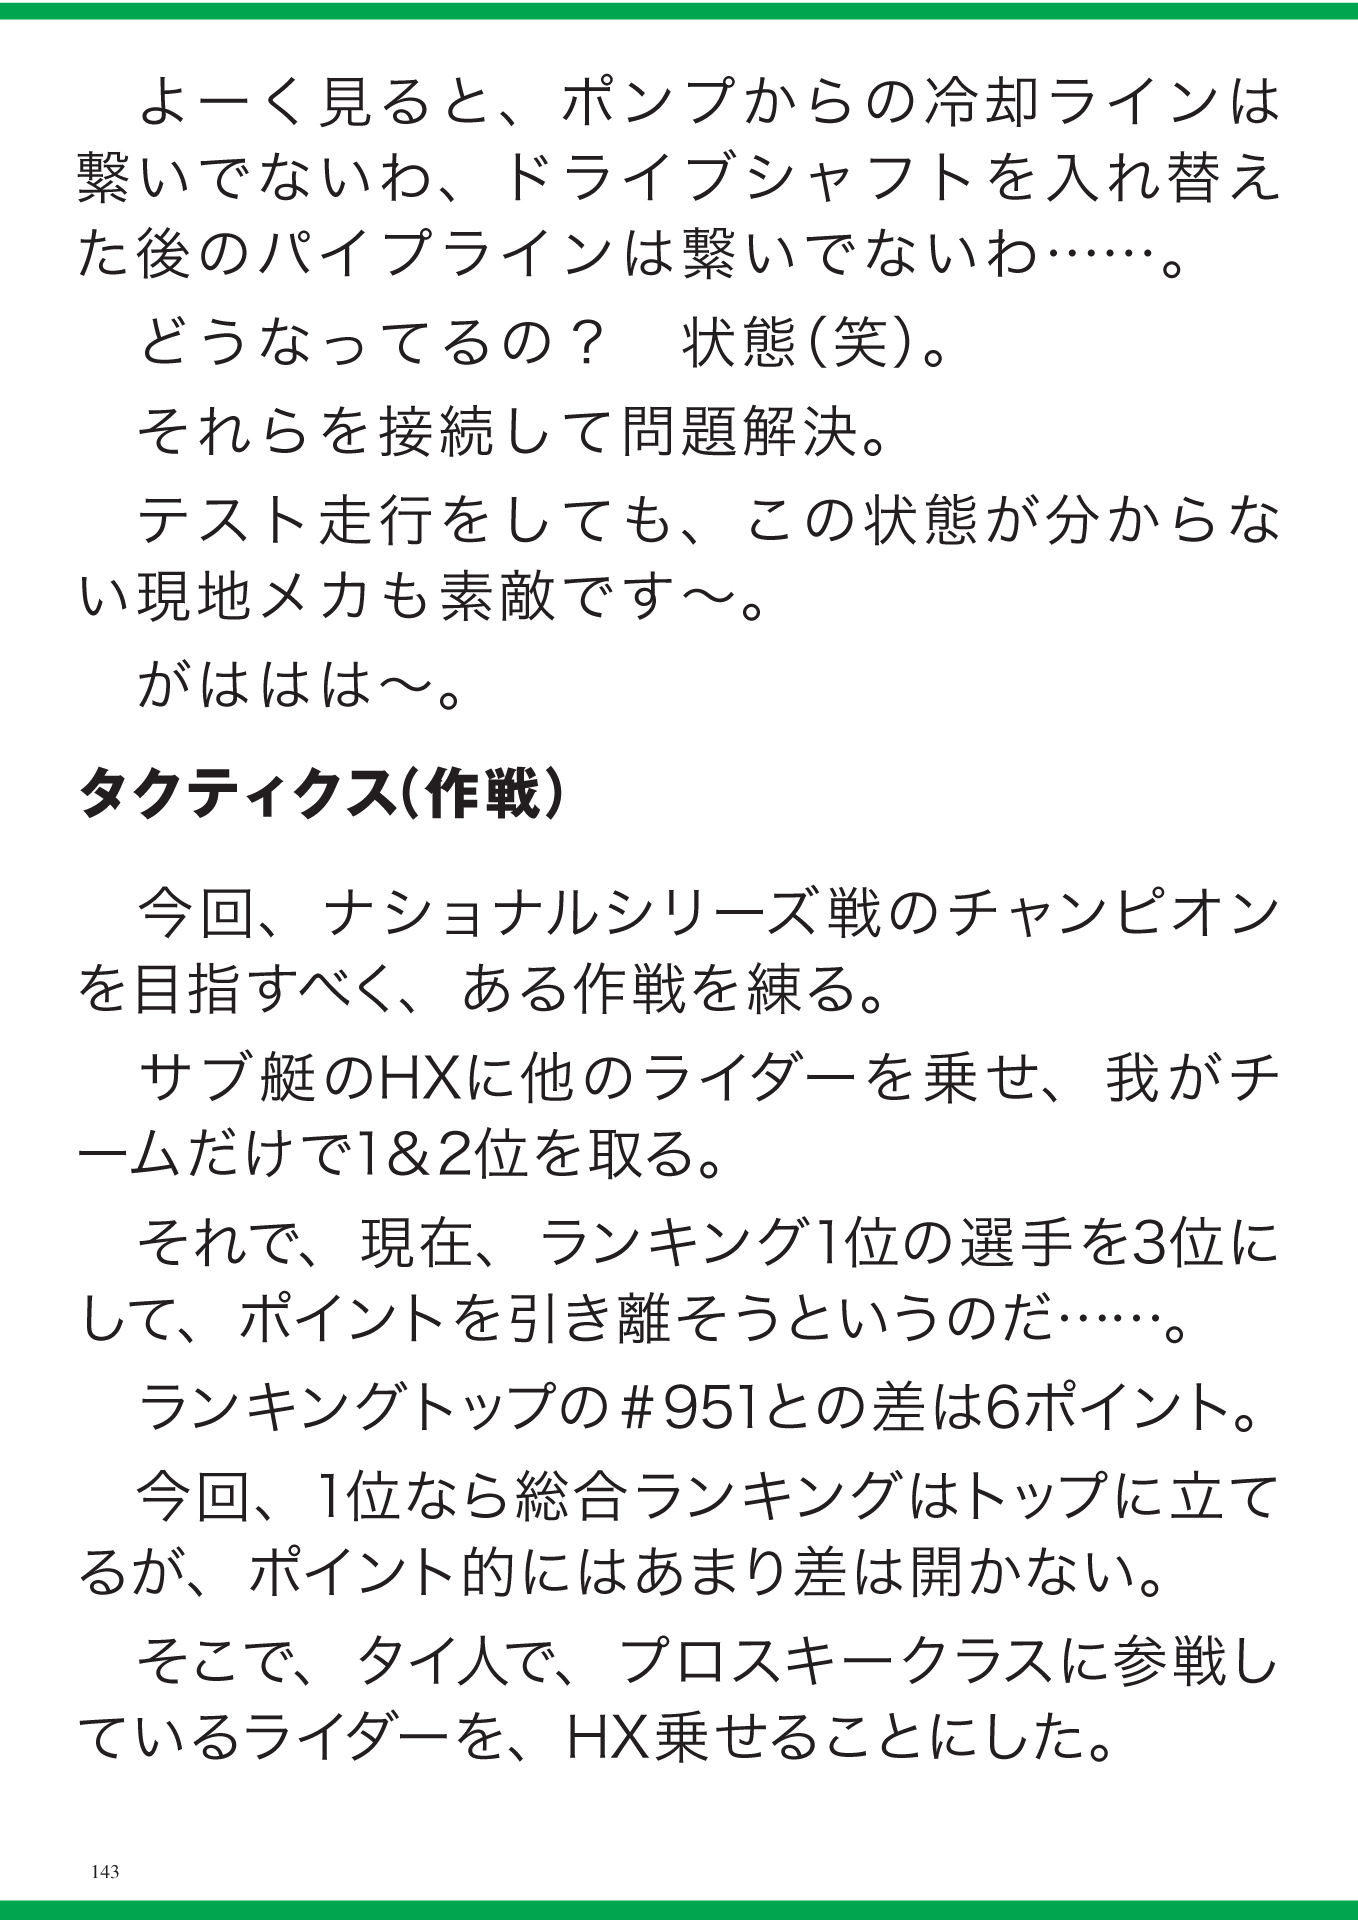 よーく見ると、ポンプからの冷却ラインは
繋いでないわ、ドライブシャフトを入れ替え
た後のパイプラインは繋いでないわ……。
どうなってるの？　状態（笑）。
それらを接続して問題解決。
テスト走行をしても、この状態が分からな
い現地メカも素敵です〜。
がははは〜。
タクティクス（作戦）
今回、ナショナルシリーズ戦のチャンピオン
を目指すべく、ある作戦を練る。
サブ艇のHXに他のライダーを乗せ、我がチ
ームだけで1＆2位を取る。
それで、現在、ランキング1位の選手を3位に
して、ポイントを引き離そうというのだ……。
ランキングトップの＃951との差は6ポイント。
今回、1位なら総合ランキングはトップに立て
るが、ポイント的にはあまり差は開かない。
そこで、タイ人で、プロスキークラスに参戦し
ているライダーを、HX乗せることにした。
143